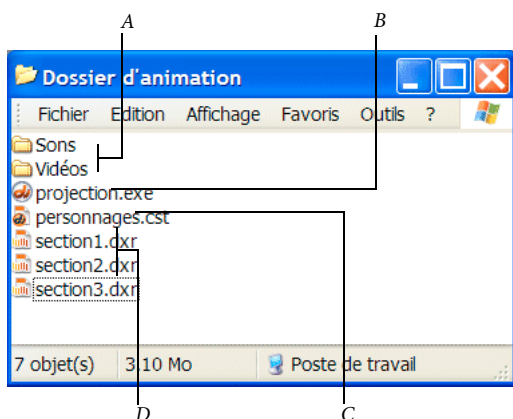 A
B
Dossier d'animation
Fichier Edition Affichage Favoris Outils ?
Sons
Vidéos
projection.exe
personnages.cst
section1.dxr
section2.dxr
section3.dxr
7 objet(s) 3.10 Mo Poste de travail
D
C